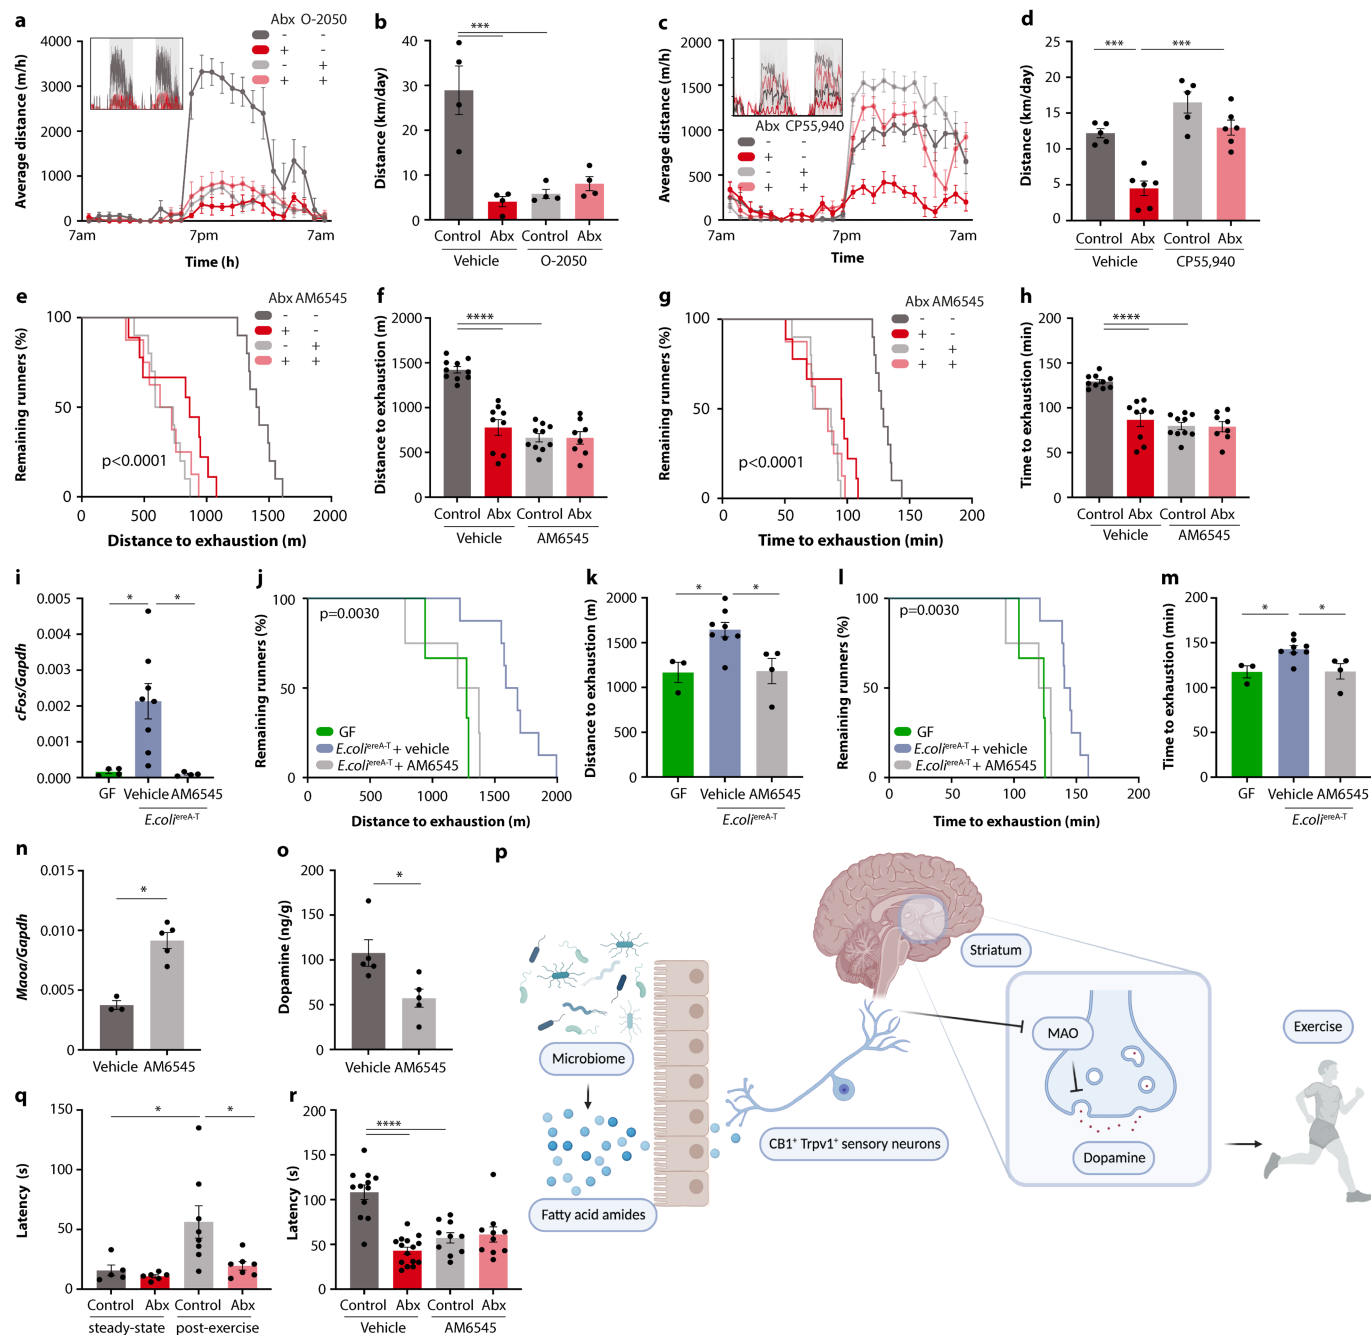 a
Abx O-2050
- -
+ -
- +
+ +
Average distance (m/h)
4000
3000
2000
1000
500
0
7am 7pm 7am
Time (h)
b
***
Distance (km/day)
40
30
20
10
0
Control Abx Control Abx
Vehicle O-2050
c
Average distance (m/h)
2000
1500
1000
500
0
Abx CP55,940
- -
+ -
- +
+ +
7am 7pm 7am
Time
d
*** ***
Distance (km/day)
25
20
15
10
5
0
Control Abx Control Abx
Vehicle CP55,940
e
Abx AM6545
- -
+ -
- +
+ +
Remaining runners (%)
100
50
0
p<0.0001
0 500 1000 1500 2000
Distance to exhaustion (m)
f
****
Distance to exhaustion (m)
2000
1500
1000
500
0
Control Abx Control Abx
Vehicle AM6545
g
Abx AM6545
- -
+ -
- +
+ +
Remaining runners (%)
100
50
0
p<0.0001
0 50 100 150 200
Time to exhaustion (min)
h
****
Time to exhaustion (min)
200
150
100
50
0
Control Abx Control Abx
Vehicle AM6545
i
* *
cFos/Gapdh
0.005
0.004
0.003
0.002
0.001
0.000
GF Vehicle AM6545
E.coliʲᵉʳᵉᴬ⁻ᵀ
j
p=0.0030
Remaining runners (%)
100
50
0
GF
E.coliʲᵉʳᵉᴬ⁻ᵀ + vehicle
E.coliʲᵉʳᵉᴬ⁻ᵀ + AM6545
0 500 1000 1500 2000
Distance to exhaustion (m)
k
* *
Distance to exhaustion (m)
2000
1500
1000
500
0
GF Vehicle AM6545
E.coliʲᵉʳᵉᴬ⁻ᵀ
l
p=0.0030
Remaining runners (%)
100
50
0
GF
E.coliʲᵉʳᵉᴬ⁻ᵀ + vehicle
E.coliʲᵉʳᵉᴬ⁻ᵀ + AM6545
0 50 100 150 200
Time to exhaustion (min)
m
* *
Time to exhaustion (min)
200
150
100
50
0
GF Vehicle AM6545
E.coliʲᵉʳᵉᴬ⁻ᵀ
n
*
Maoa/Gapdh
0.015
0.010
0.005
0
Vehicle AM6545
o
*
Dopamine (ng/g)
200
150
100
50
0
Vehicle AM6545
p
Striatum
MAO
Dopamine
Exercise
Microbiome
CB1⁺ Trpv1⁺ sensory neurons
Fatty acid amides
q
* *
Latency (s)
150
100
50
0
Control Abx Control Abx
steady-state post-exercise
r
****
Latency (s)
200
150
100
50
0
Control Abx Control Abx
Vehicle AM6545